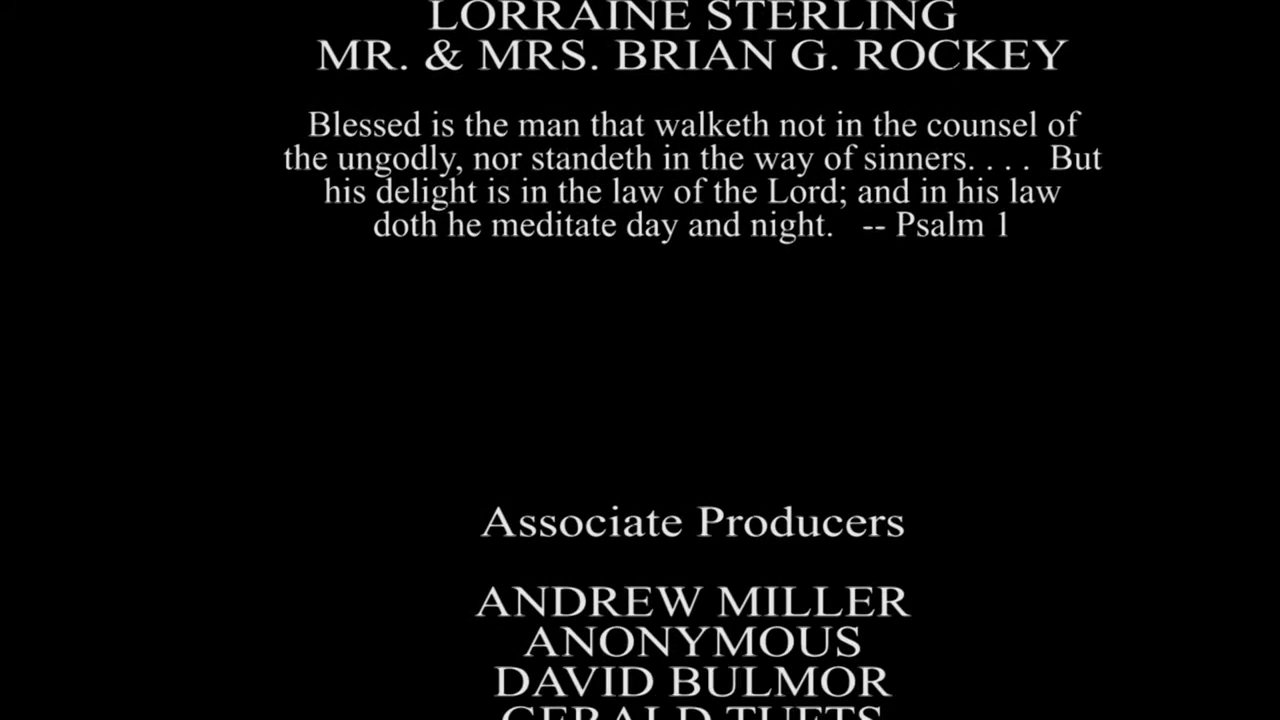 LORRAINE STERLING
MR. & MRS. BRIAN G. ROCKEY
Blessed is the man that walketh not in the counsel of
the ungodly, nor standeth in the way of sinners. . . .  But
his delight is in the law of the Lord; and in his law
doth he meditate day and night.   -- Psalm 1
Associate Producers
ANDREW MILLER
ANONYMOUS
DAVID BULMOR
GERALD TUFTS